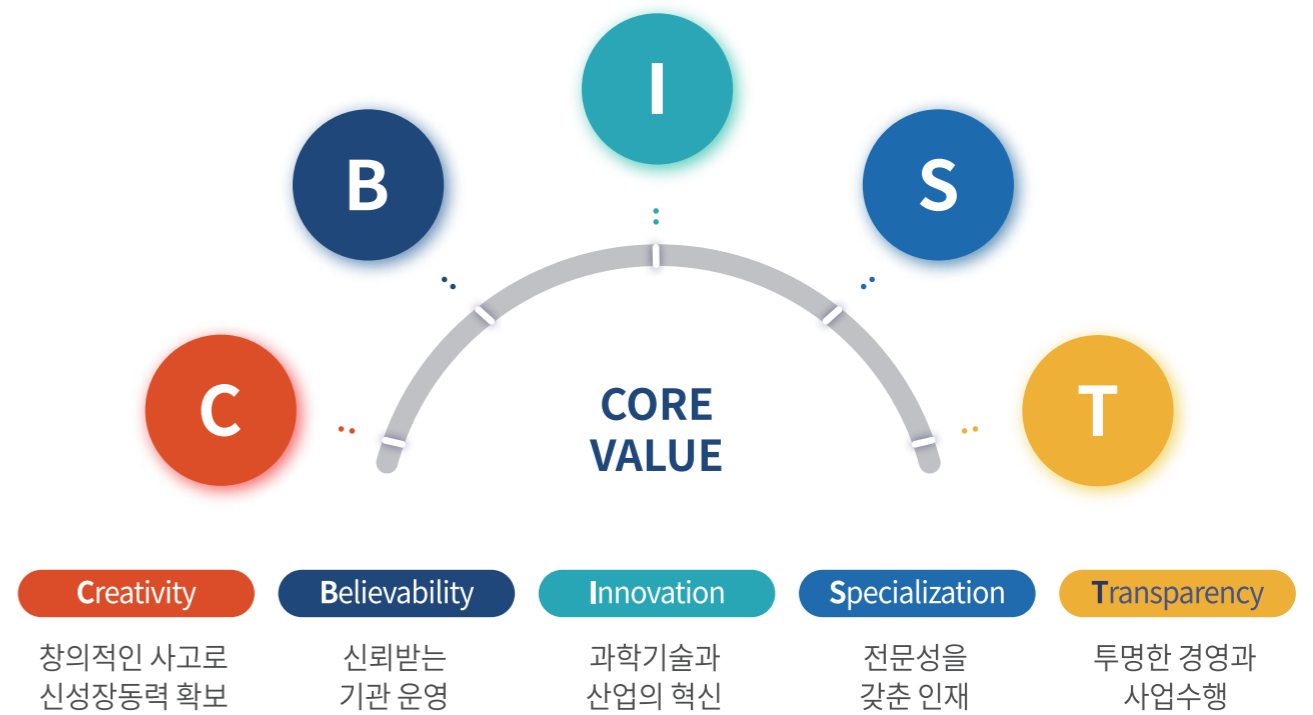 I
B
S
C
T
CORE
VALUE
Creativity
창의적인 사고로
신성장동력 확보
Believability
신뢰받는
기관 운영
Innovation
과학기술과
산업의 혁신
Specialization
전문성을
갖춘 인재
Transparency
투명한 경영과
사업수행